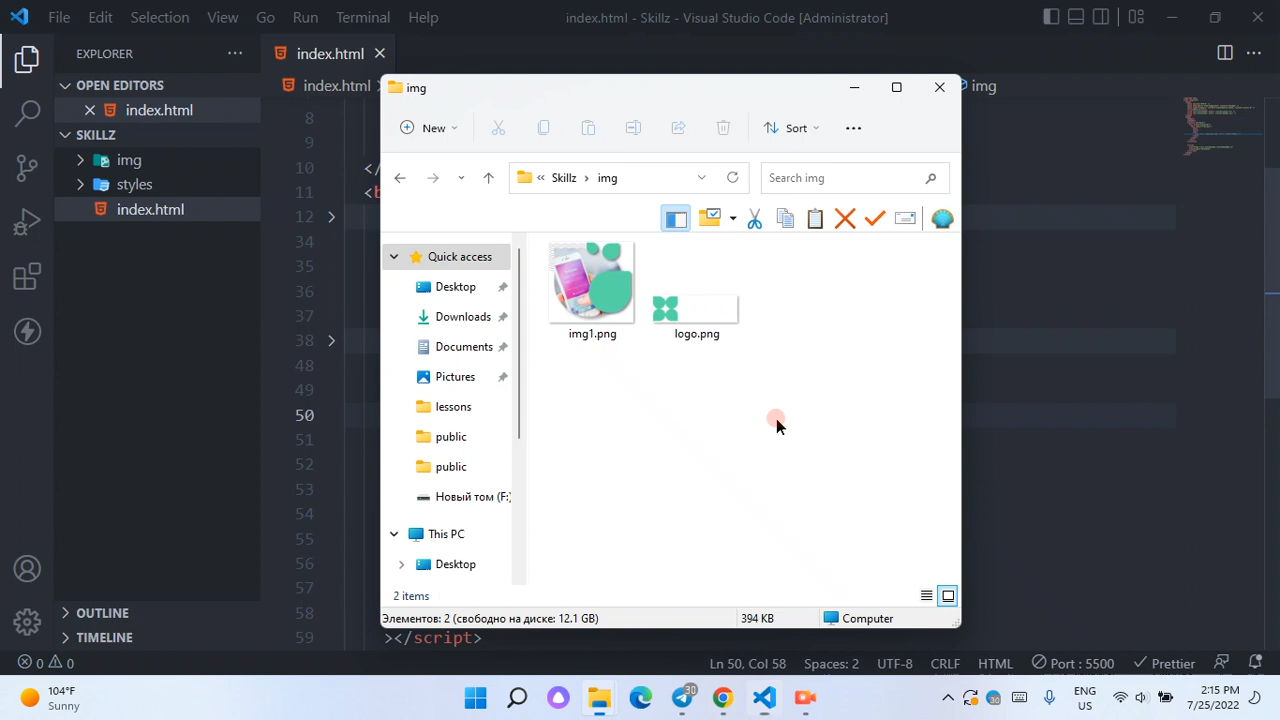 File Edit Selection View Go Run Terminal Help
index.html - Skillz - Visual Studio Code [Administrator]
EXPLORER
index.html
OPEN EDITORS
index.html
index.html
img
SKILLZ
img
styles
index.html
8
9
10 </
11 <b
12
34
35
36
37
38
48
49
50
51
52
53
54
55
56
57
58
59 ></script>
OUTLINE
TIMELINE
img
New
Sort
Skillz
img
Search img
Quick access
Desktop
Downloads
Documents
Pictures
lessons
public
public
Новый том (F:)
This PC
Desktop
img1.png
logo.png
2 items
Элементов: 2 (свободно на диске: 12.1 GB)
394 KB
Computer
0 0
Ln 50, Col 58
Spaces: 2
UTF-8
CRLF
HTML
Port : 5500
Prettier
104°F
Sunny
30
30
ENG
US
2:15 PM
7/25/2022